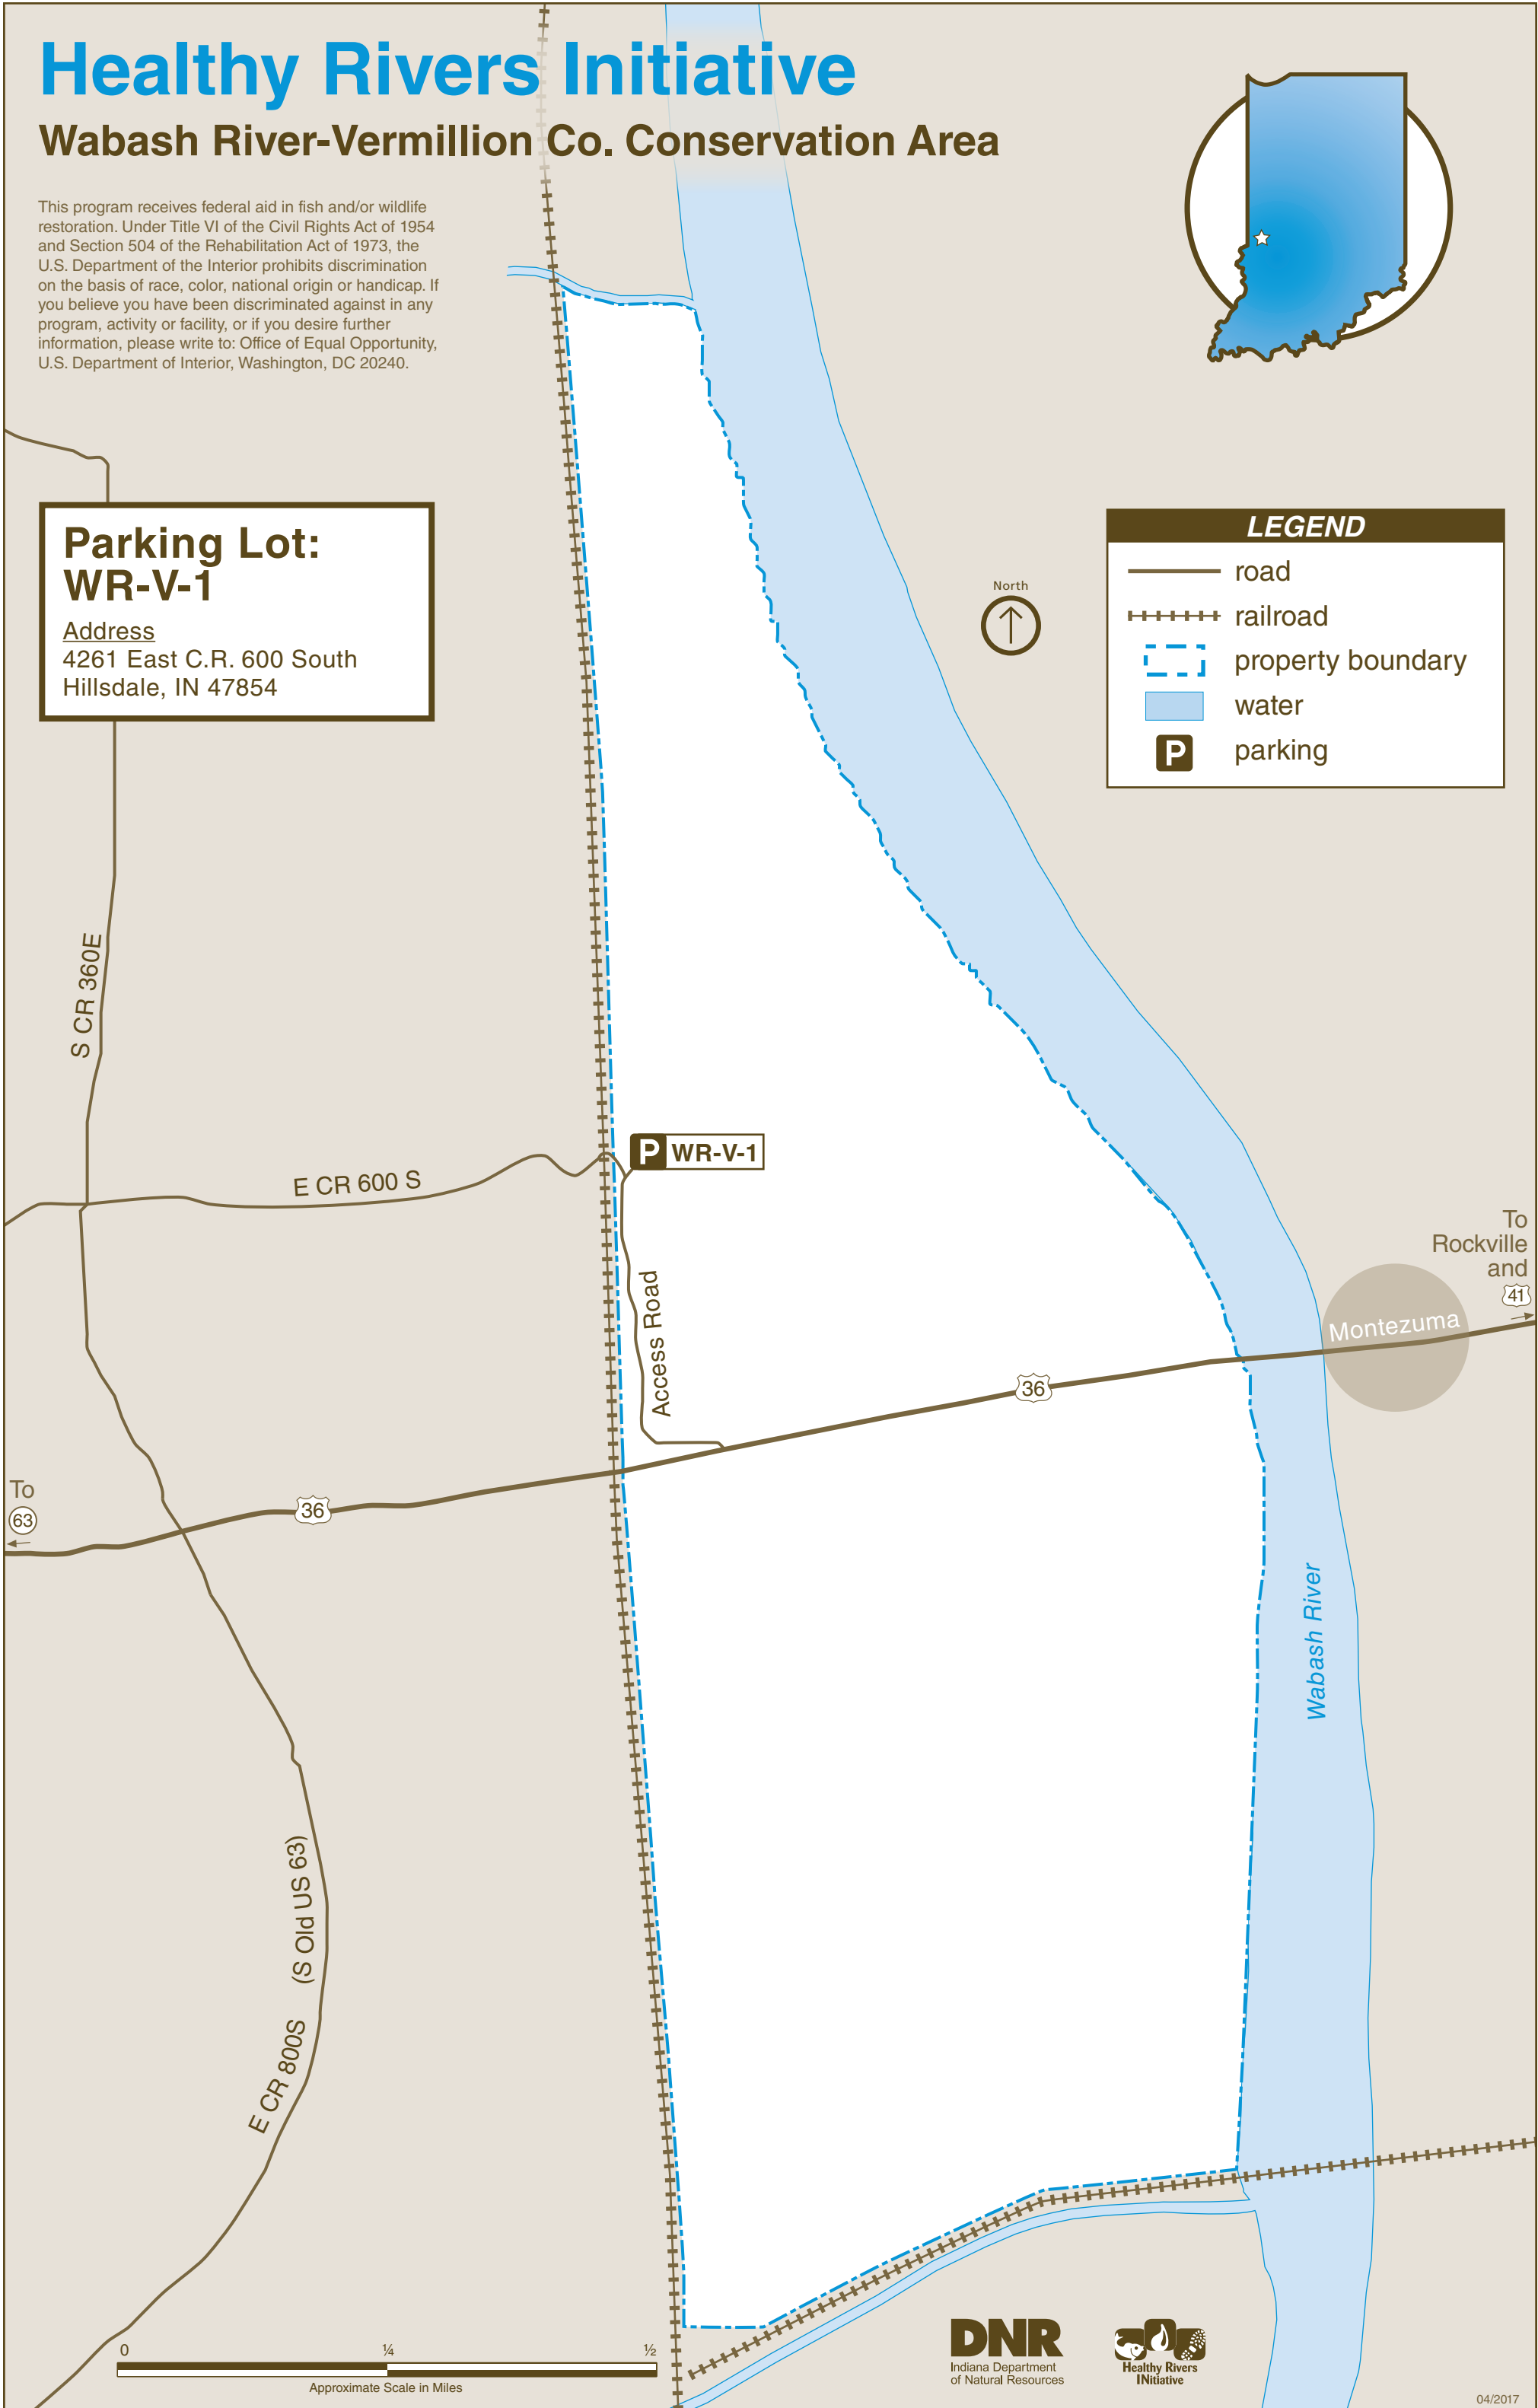 Healthy Rivers Initiative
Wabash River-Vermillion Co. Conservation Area
This program receives federal aid in fish and/or wildlife
restoration. Under Title VI of the Civil Rights Act of 1954
and Section 504 of the Rehabilitation Act of 1973, the
U.S. Department of the Interior prohibits discrimination
on the basis of race, color, national origin or handicap. If
you believe you have been discriminated against in any
program, activity or facility, or if you desire further
information, please write to: Office of Equal Opportunity,
U.S. Department of Interior, Washington, DC 20240.
Parking Lot:
WR-V-1
Address
4261 East C.R. 600 South
Hillsdale, IN 47854
North
LEGEND
road
railroad
property boundary
water
P parking
S CR 360E
E CR 600 S
P WR-V-1
Access Road
To
Rockville
and
41
Montezuma
36
To
63
36
Wabash River
(S Old US 63)
E CR 800S
0 ¼ ½
Approximate Scale in Miles
DNR
Indiana Department
of Natural Resources
Healthy Rivers
INitiative
04/2017